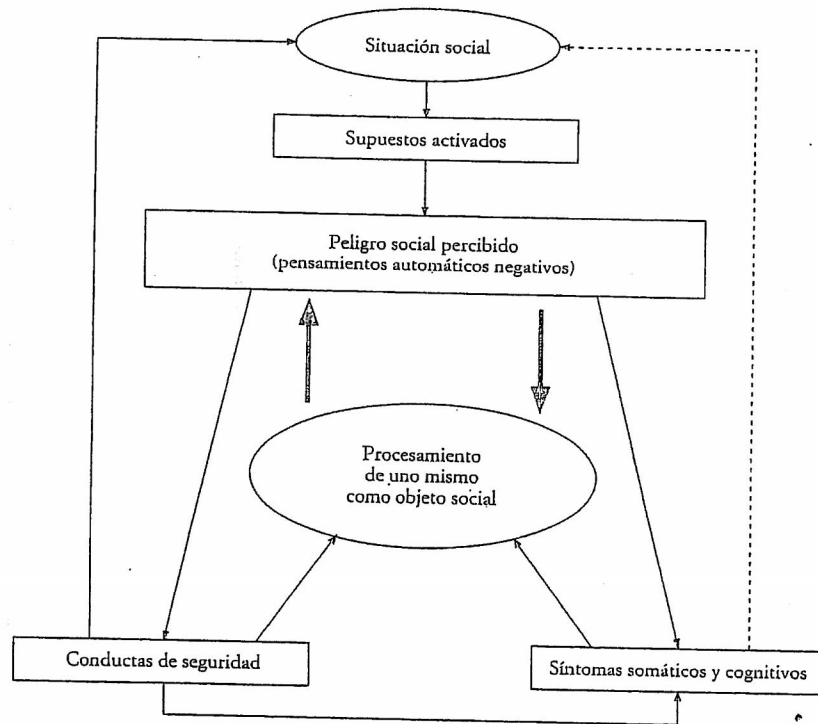 Situación social
Supuestos activados
Peligro social percibido
(pensamientos automáticos negativos)
Procesamiento
de uno mismo
como objeto social
Conductas de seguridad
Síntomas somáticos y cognitivos